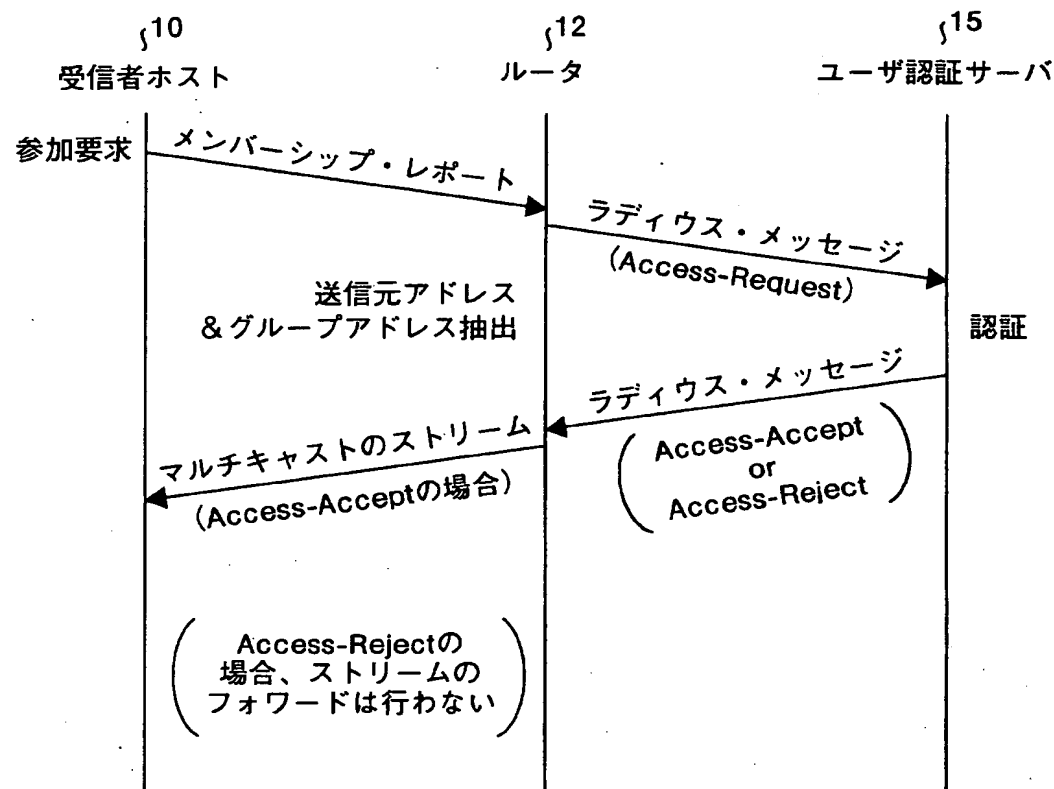 10
受信者ホスト
12
ルータ
15
ユーザ認証サーバ
参加要求
メンバーシップ・レポート
ラディウス・メッセージ
(Access-Request)
送信元アドレス
&グループアドレス抽出
認証
ラディウス・メッセージ
Access-Accept
or
Access-Reject
マルチキャストのストリーム
(Access-Acceptの場合)
Access-Rejectの
場合、ストリームの
フォワードは行わない